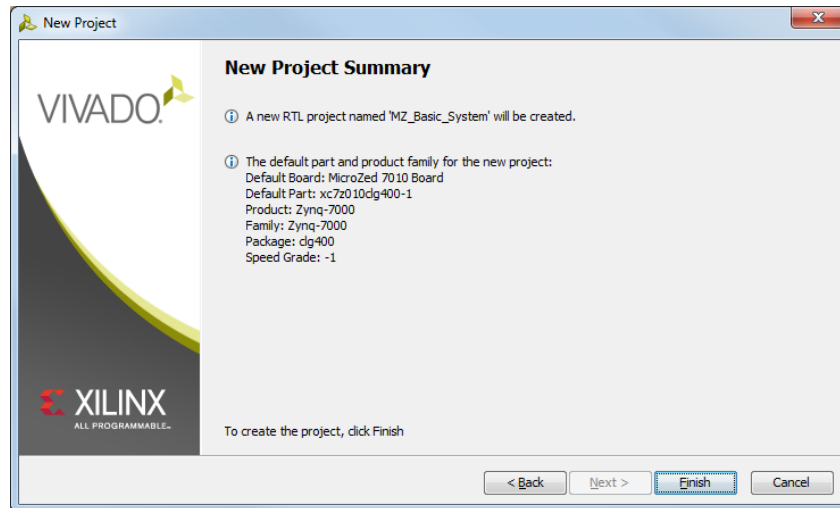 New Project
VIVADO.
New Project Summary
A new RTL project named 'MZ_Basic_System' will be created.
The default part and product family for the new project:
Default Board: MicroZed 7010 Board
Default Part: xc7z010clg400-1
Product: Zynq-7000
Family: Zynq-7000
Package: clg400
Speed Grade: -1
XILINX
ALL PROGRAMMABLE™
To create the project, click Finish
< Back Next > Finish Cancel